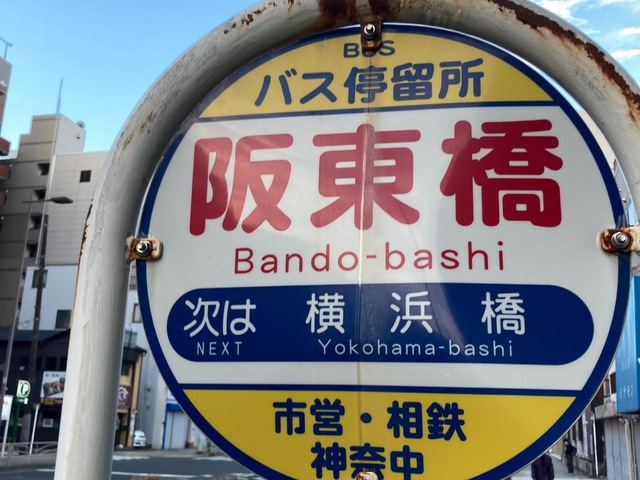 BUS
バス停留所
阪東橋
Bando-bashi
次は 横浜橋
NEXT Yokohama-bashi
市営・相鉄
神奈中